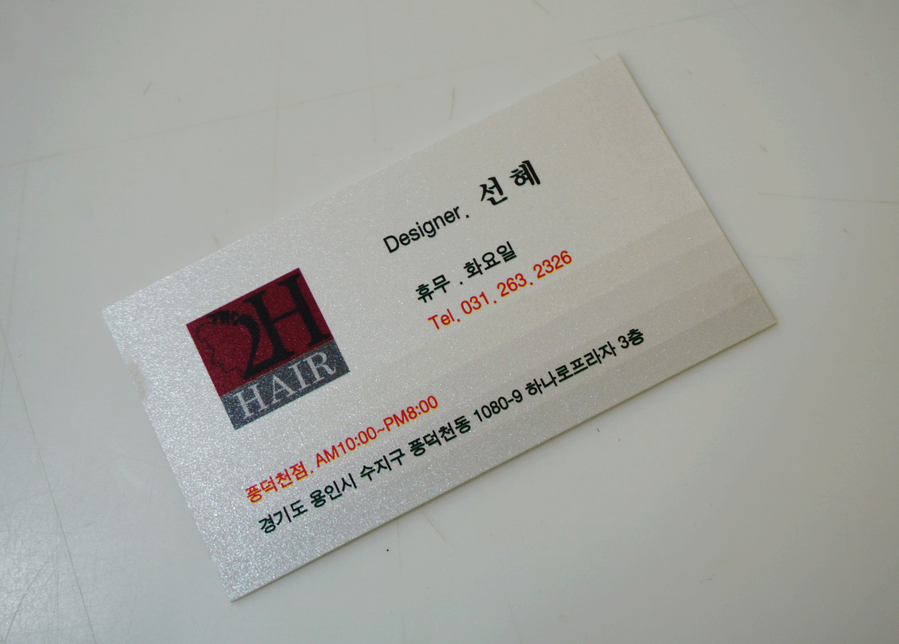 Designer. 선혜
휴무 . 화요일
Tel. 031. 263. 2326
THE
2H
HAIR
풍덕천점. AM10:00~PM8:00
경기도 용인시 수지구 풍덕천동 1080-9 하나로프라자 3층